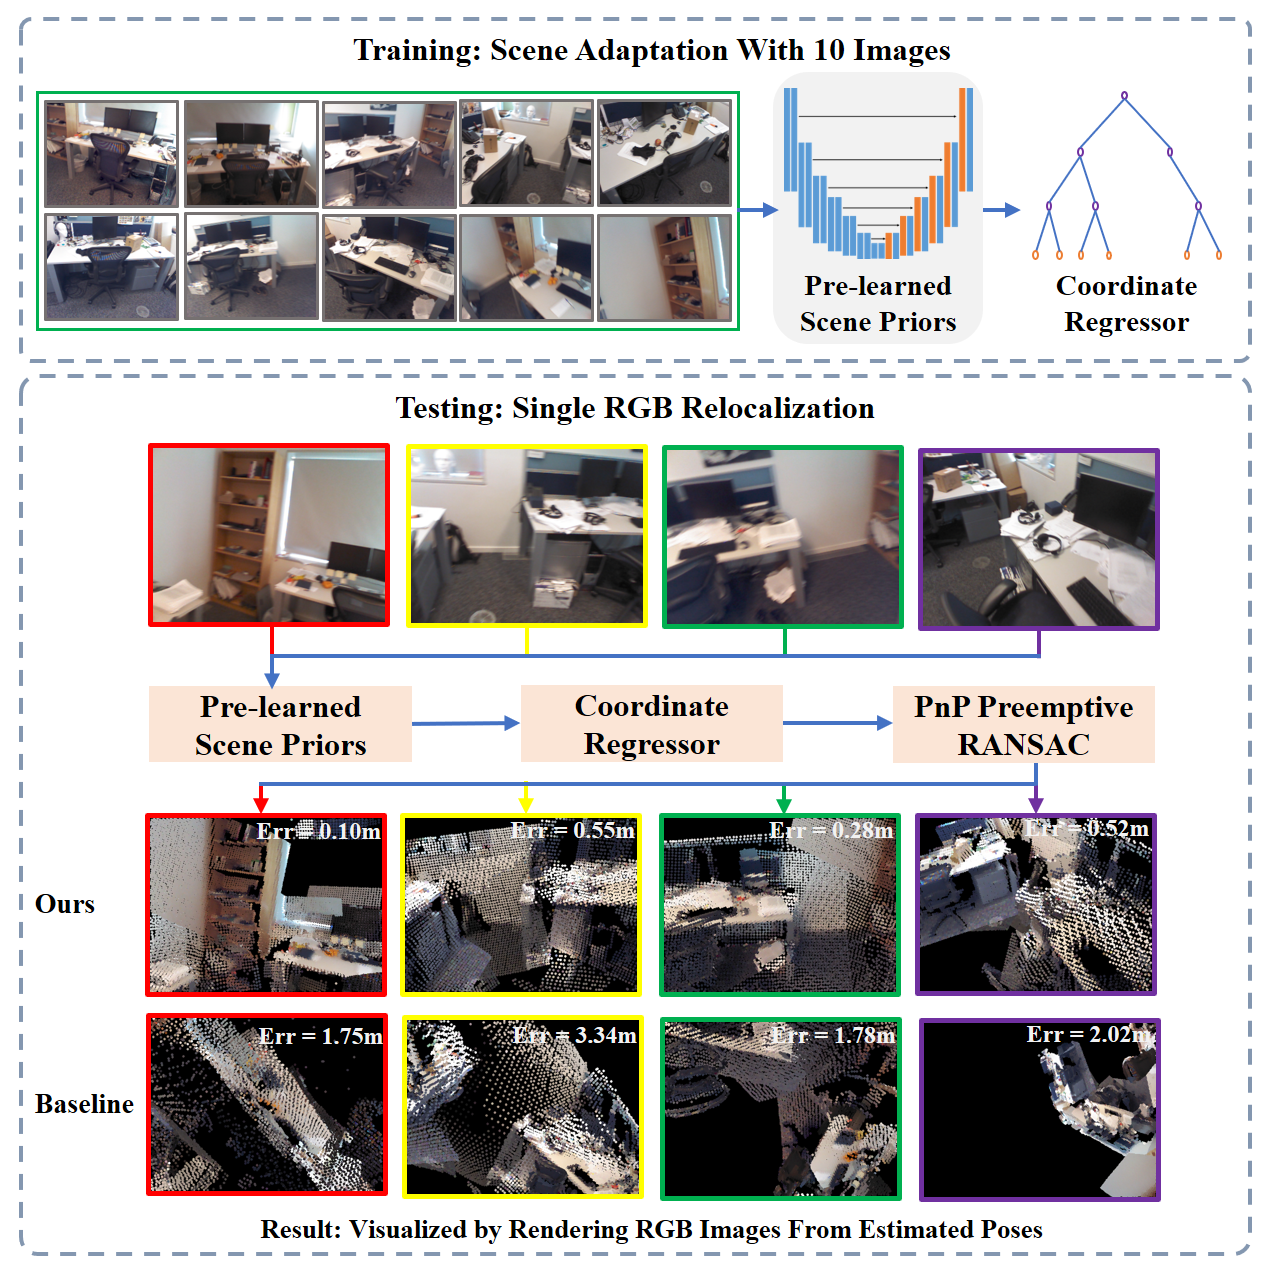 Training: Scene Adaptation With 10 Images
Pre-learned
Scene Priors
Coordinate
Regressor
Testing: Single RGB Relocalization
Pre-learned
Scene Priors
Coordinate
Regressor
PnP Preemptive
RANSAC
Ours
Err = 0.10m
Err = 0.55m
Err = 0.28m
Err = 0.52m
Baseline
Err = 1.75m
Err = 3.34m
Err = 1.78m
Err = 2.02m
Result: Visualized by Rendering RGB Images From Estimated Poses